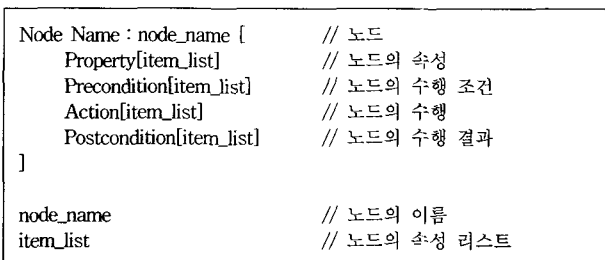 Node Name : node_name [ // 노드
Property[item_list] // 노드의 속성
Precondition[item_list] // 노드의 수행 조건
Action[item_list] // 노드의 수행
Postcondition[item_list] // 노드의 수행 결과
]
node_name // 노드의 이름
item_list // 노드의 속성 리스트